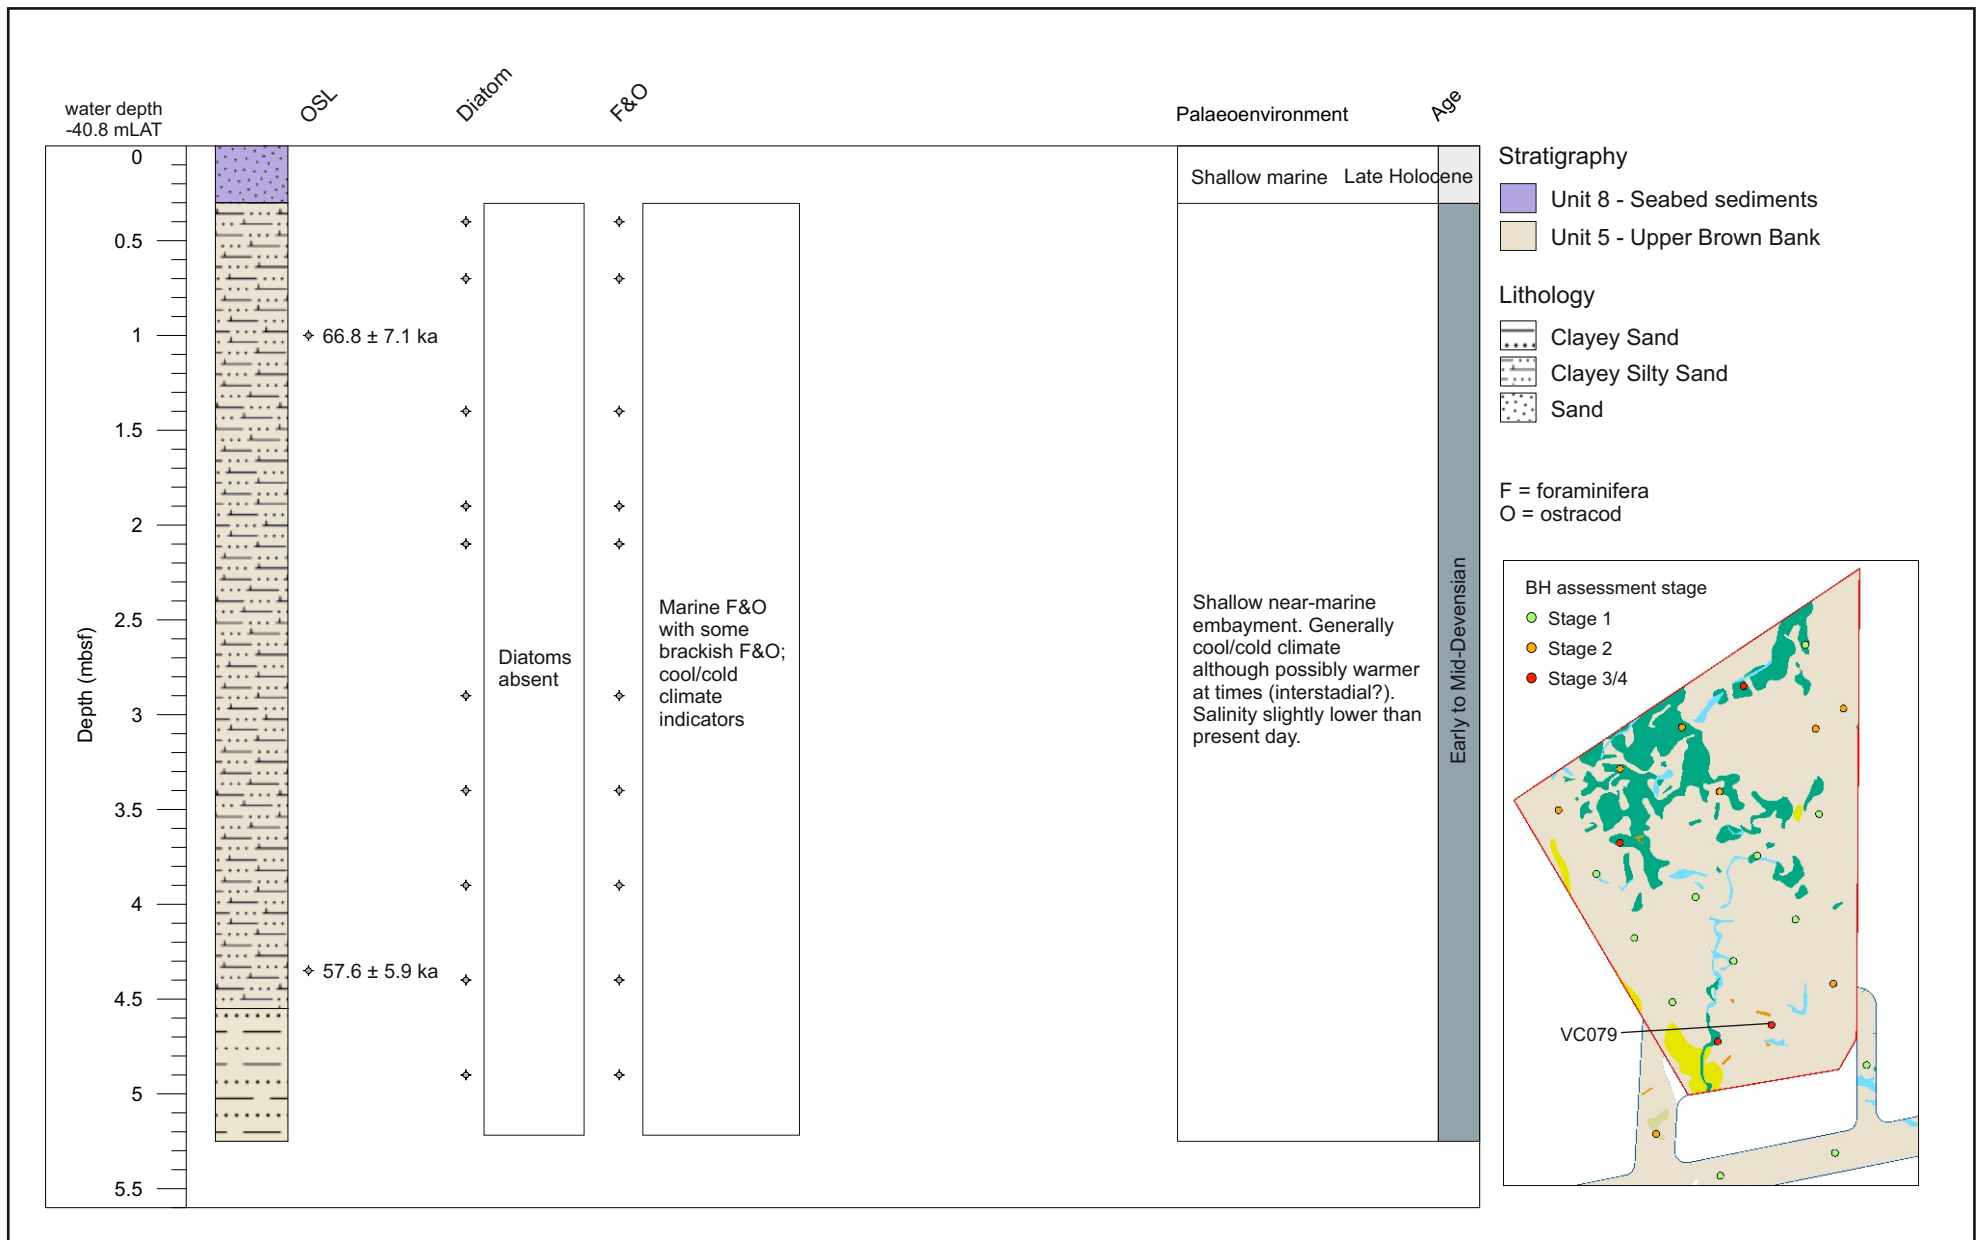 water depth
-40.8 mLAT
OSL
Diatom
F&O
Palaeoenvironment
Age
Depth (mbsf)
0
0.5
1
1.5
2
2.5
3
3.5
4
4.5
5
5.5
66.8 ± 7.1 ka
57.6 ± 5.9 ka
Diatoms
absent
Marine F&O
with some
brackish F&O;
cool/cold
climate
indicators
Shallow marine
Late Holocene
Shallow near-marine
embayment. Generally
cool/cold climate
although possibly warmer
at times (interstadial?).
Salinity slightly lower than
present day.
Early to Mid-Devensian
Stratigraphy
Unit 8 - Seabed sediments
Unit 5 - Upper Brown Bank
Lithology
Clayey Sand
Clayey Silty Sand
Sand
F = foraminifera
O = ostracod
BH assessment stage
Stage 1
Stage 2
Stage 3/4
VC079